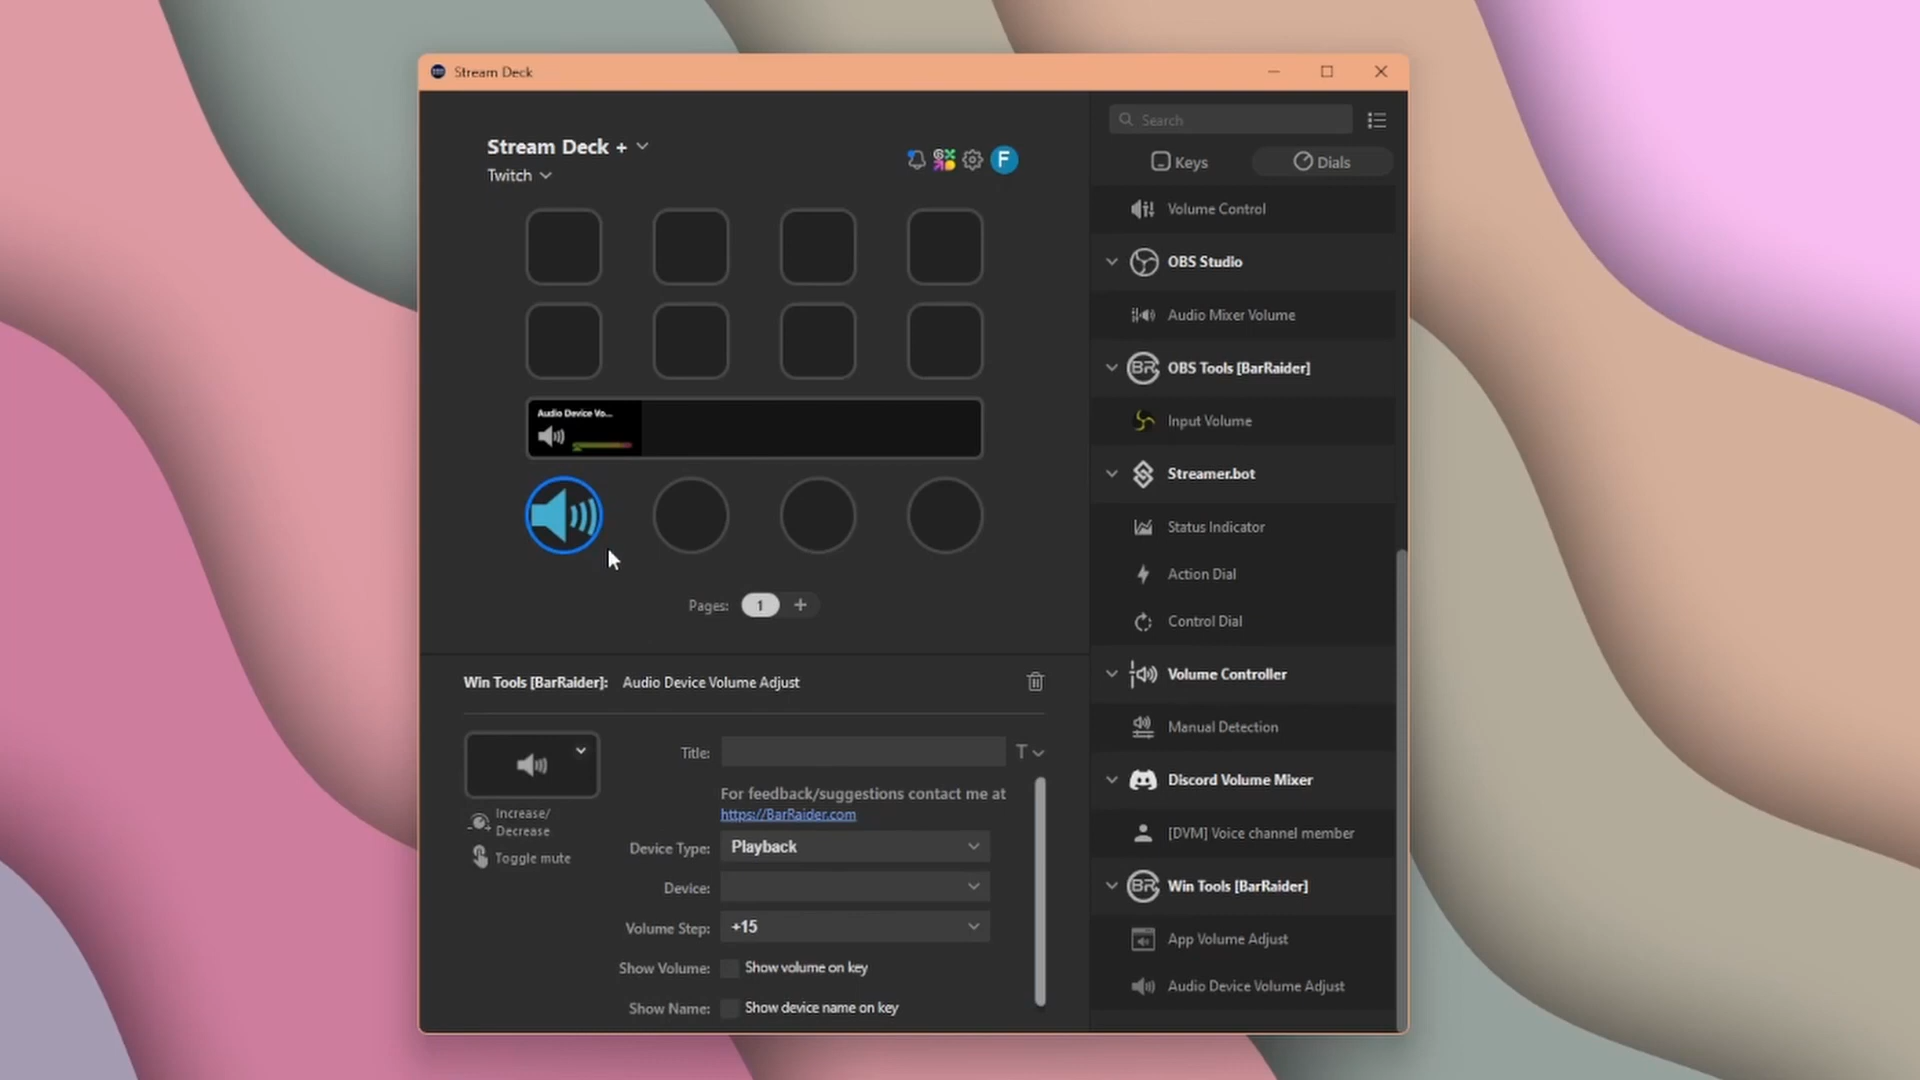 Stream Deck
Stream Deck +
Twitch
F
Search
Keys
Dials
Volume Control
OBS Studio
Audio Mixer Volume
BR OBS Tools [BarRaider]
Input Volume
Streamer.bot
Status Indicator
Action Dial
Control Dial
Volume Controller
Manual Detection
Discord Volume Mixer
[DVM] Voice channel member
BR Win Tools [BarRaider]
App Volume Adjust
Audio Device Volume Adjust
Audio Device Vo...
Pages: 1 +
Win Tools [BarRaider]: Audio Device Volume Adjust
Increase/
Decrease
Toggle mute
Title:
T
For feedback/suggestions contact me at
https://BarRaider.com
Device Type: Playback
Device:
Volume Step: +15
Show Volume: Show volume on key
Show Name: Show device name on key